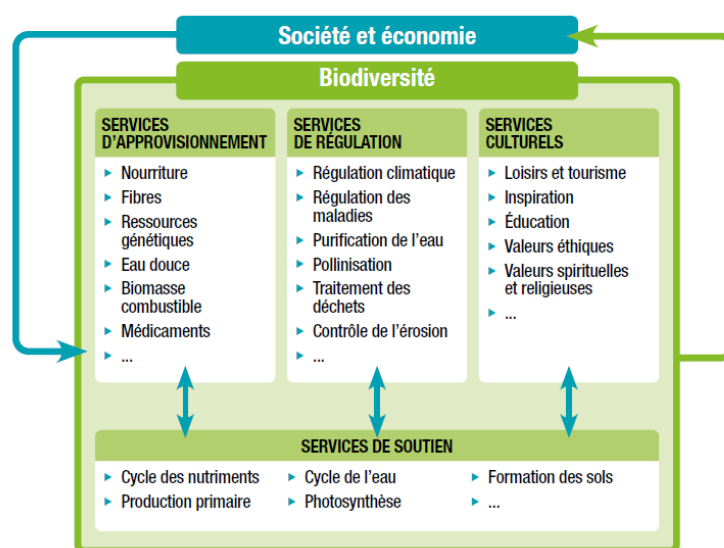 Société et économie
Biodiversité
SERVICES
D'APPROVISIONNEMENT
Nourriture
Fibres
Ressources
génétiques
Eau douce
Biomasse
combustible
Médicaments
...
SERVICES
DE RÉGULATION
Régulation climatique
Régulation des
maladies
Purification de l'eau
Pollinisation
Traitement des
déchets
Contrôle de l'érosion
...
SERVICES
CULTURELS
Loisirs et tourisme
Inspiration
Éducation
Valeurs éthiques
Valeurs spirituelles
et religieuses
...
SERVICES DE SOUTIEN
Cycle des nutriments
Production primaire
Cycle de l'eau
Photosynthèse
Formation des sols
...